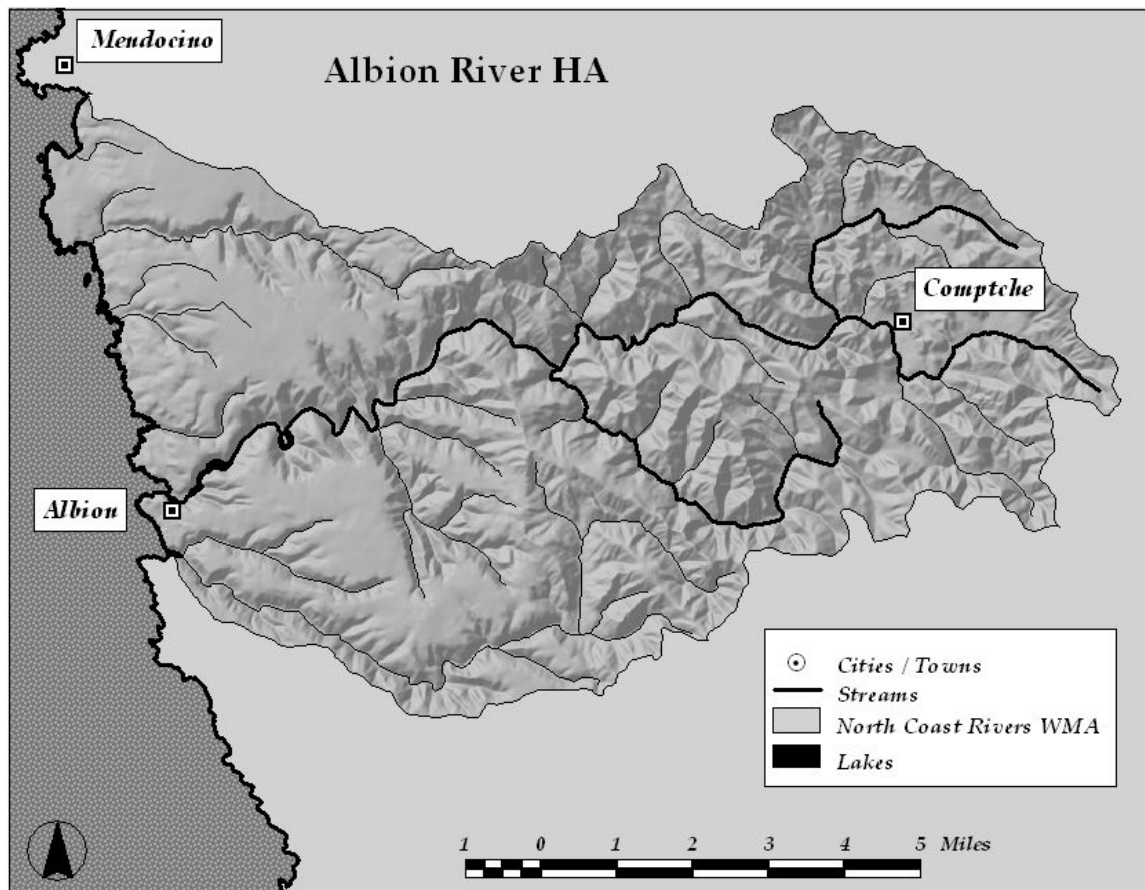 Mendocino
Albion River HA
Comptche
Albion
Cities / Towns
Streams
North Coast Rivers WMA
Lakes
1 0 1 2 3 4 5 Miles